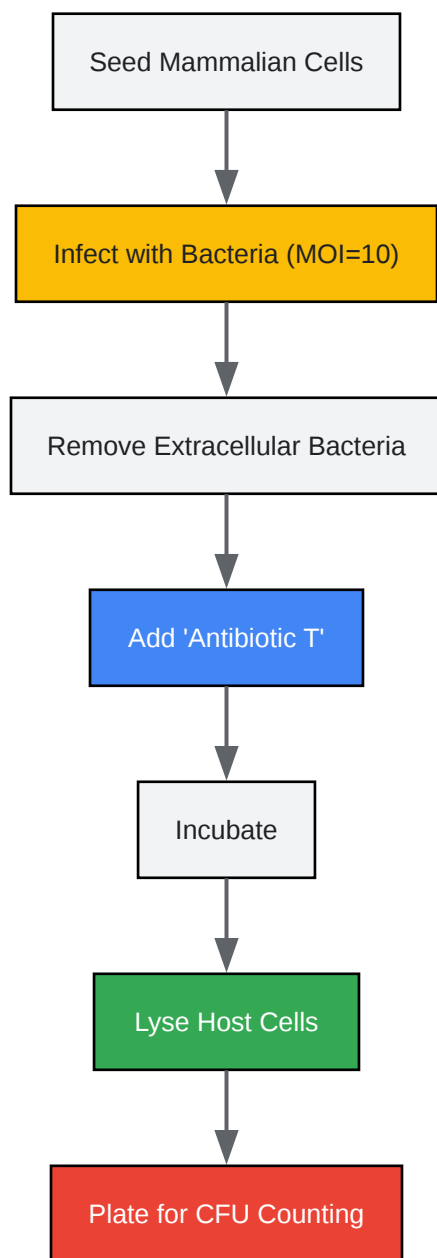 Seed Mammalian Cells
Infect with Bacteria (MOI=10)
Remove Extracellular Bacteria
Add 'Antibiotic T'
Incubate
Lyse Host Cells
Plate for CFU Counting